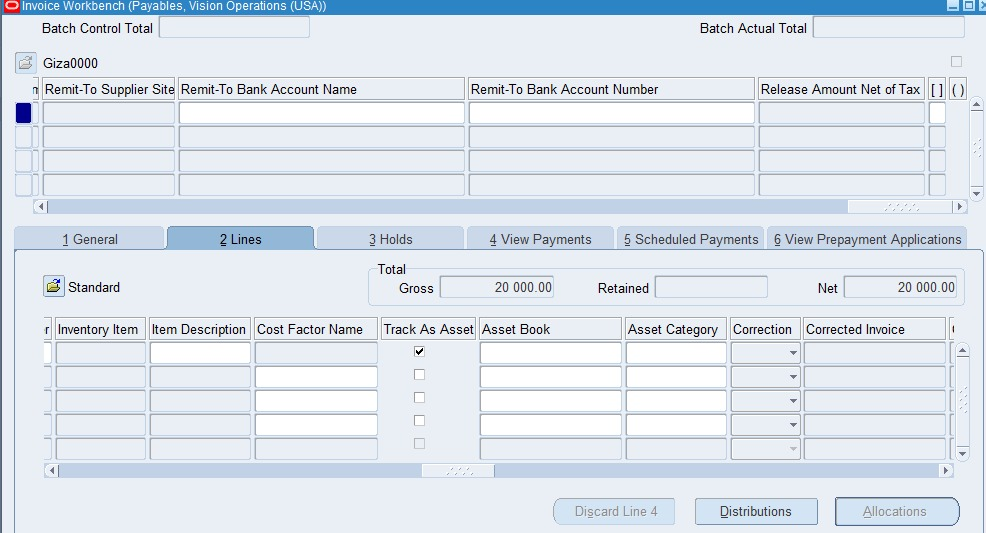 Invoice Workbench (Payables, Vision Operations (USA))
Batch Control Total
Batch Actual Total
Giza0000
Remit-To Supplier Site Remit-To Bank Account Name Remit-To Bank Account Number Release Amount Net of Tax [ ] ( )
1 General 2 Lines 3 Holds 4 View Payments 5 Scheduled Payments 6 View Prepayment Applications
Total
Standard Gross 20 000.00 Retained Net 20 000.00
Inventory Item Item Description Cost Factor Name Track As Asset Asset Book Asset Category Correction Corrected Invoice
Discard Line 4 Distributions Allocations